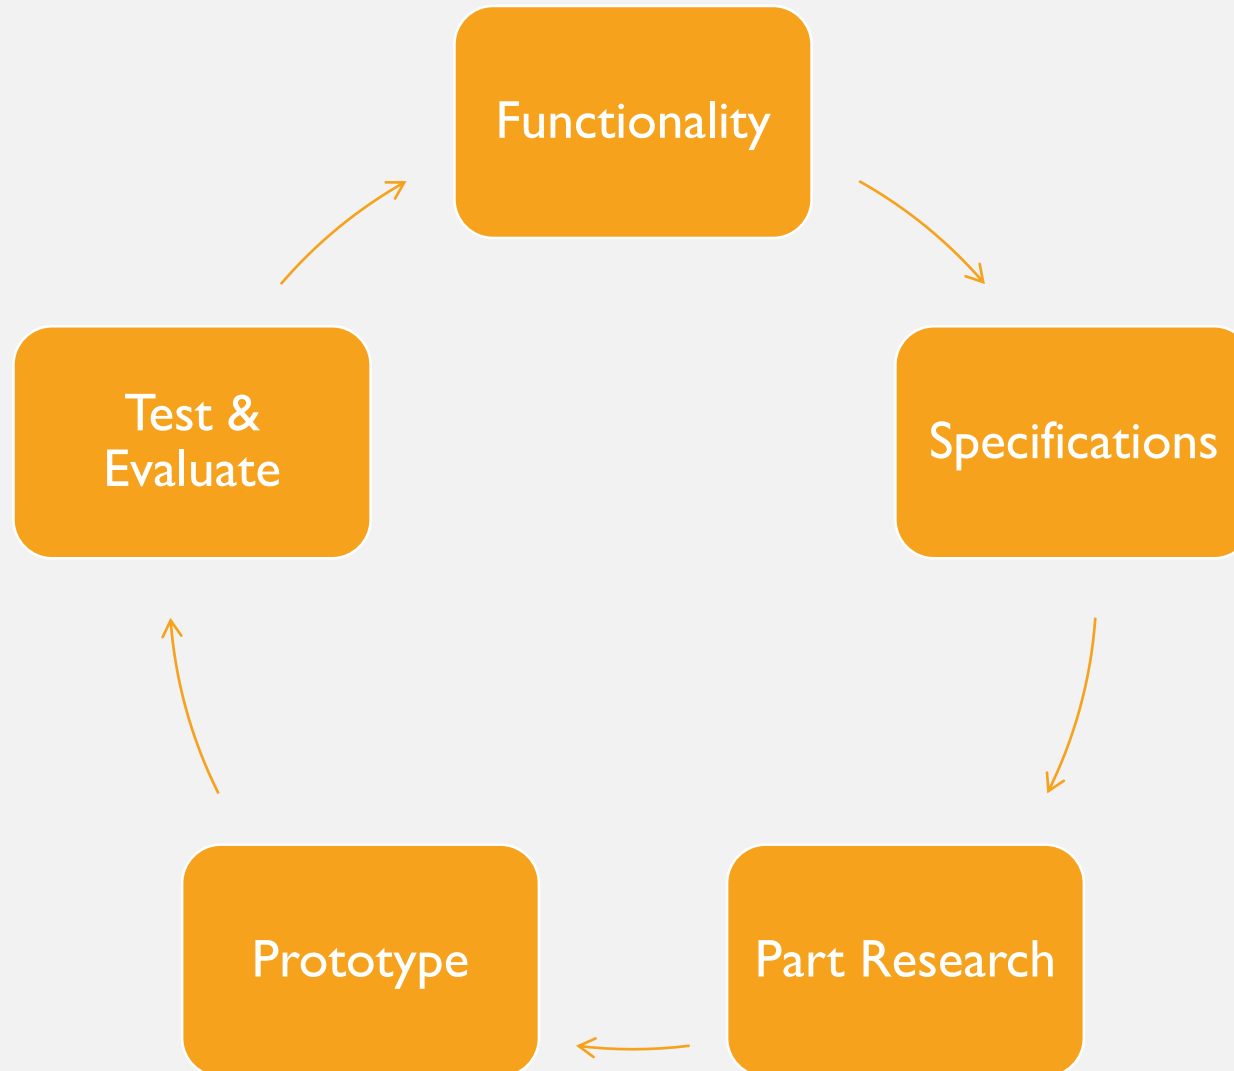 Functionality
Specifications
Part Research
Prototype
Test &
Evaluate